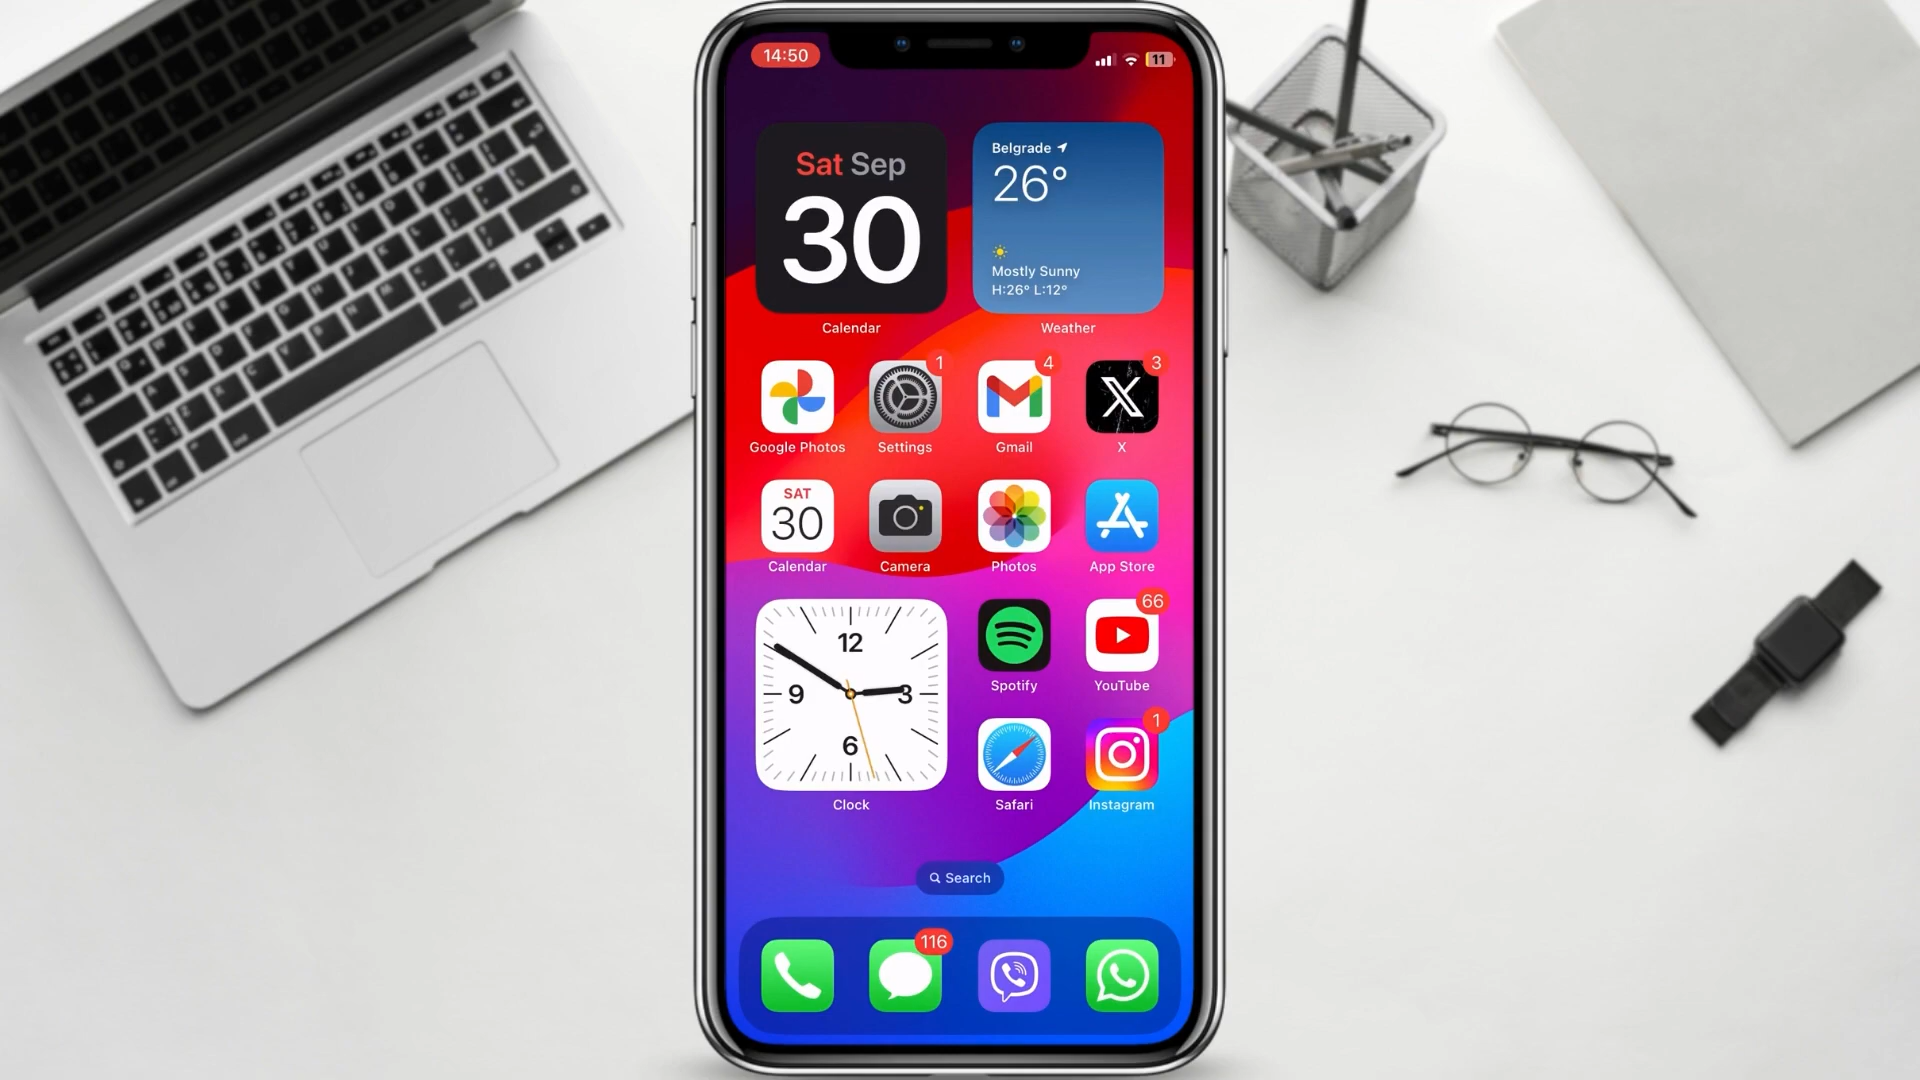 14:50
11
Sat Sep
30
Calendar
Belgrade
26°
Mostly Sunny
H:26° L:12°
Weather
1
4
3
Google Photos
Settings
Gmail
X
SAT
30
Calendar
Camera
Photos
App Store
12
9
3
6
Clock
66
Spotify
YouTube
1
Safari
Instagram
Search
116